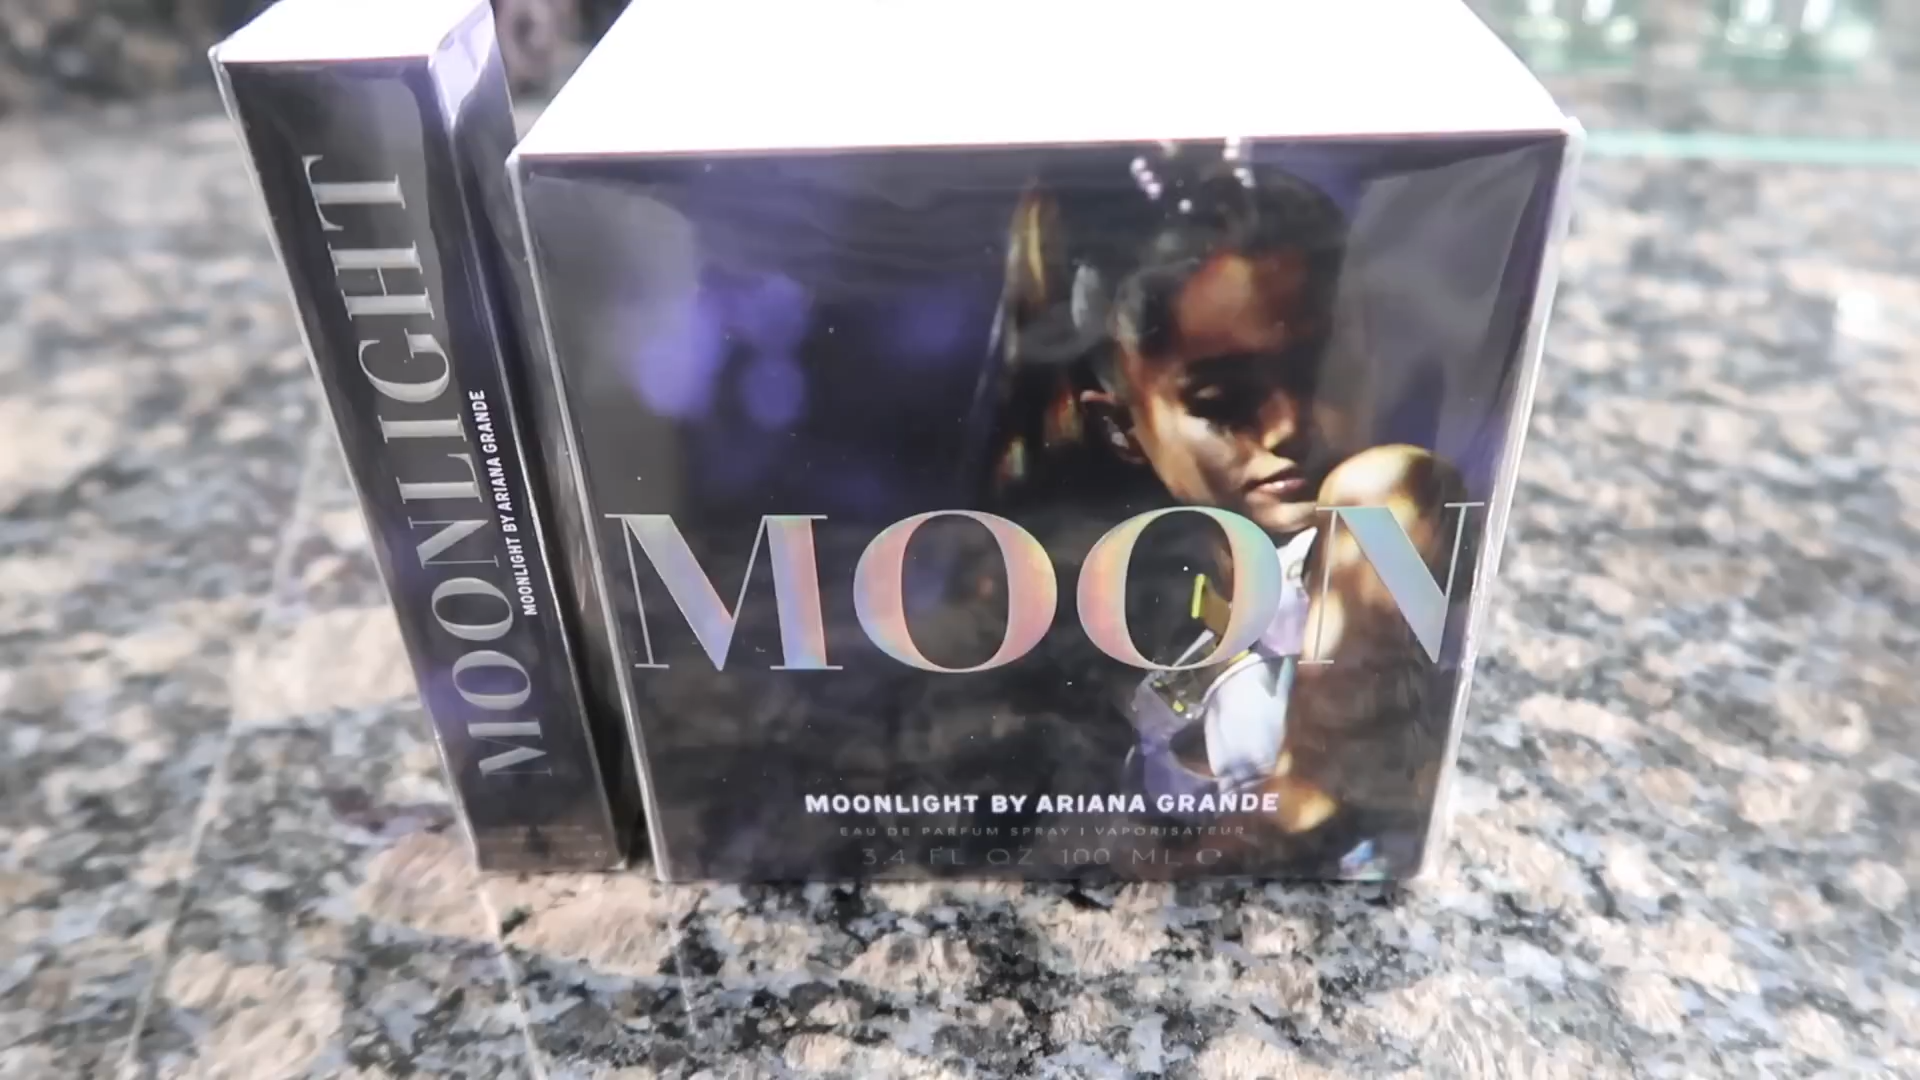 MOONLIGHT
MOONLIGHT BY ARIANA GRANDE
MOON
MOONLIGHT BY ARIANA GRANDE
EAU DE PARFUM SPRAY | VAPORISATEUR
3.4 FL OZ 100 ML ℮